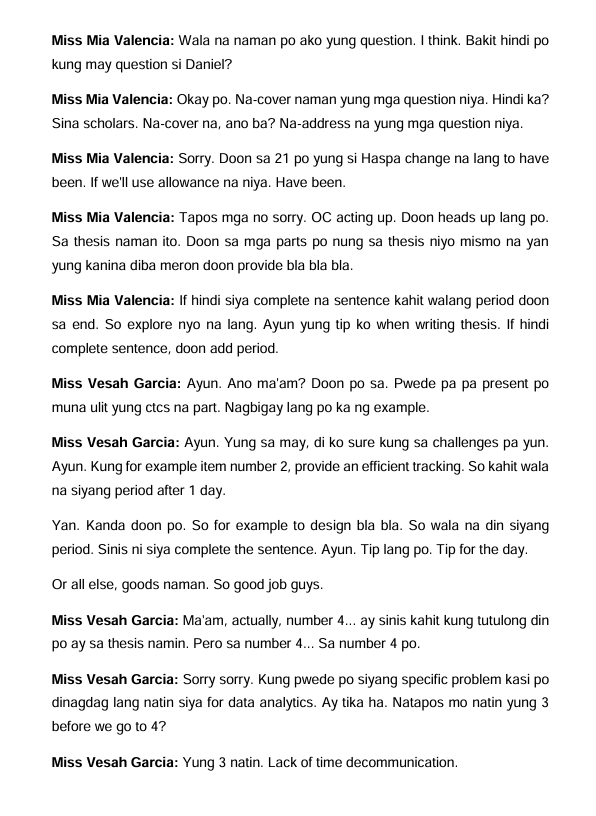 Miss Mia Valencia: Wala na naman po ako yung question. I think. Bakit hindi po
kung may question si Daniel?
Miss Mia Valencia: Okay po. Na-cover naman yung mga question niya. Hindi ka?
Sina scholars. Na-cover na, ano ba? Na-address na yung mga question niya.
Miss Mia Valencia: Sorry. Doon sa 21 po yung si Haspa change na lang to have
been. If we'll use allowance na niya. Have been.
Miss Mia Valencia: Tapos mga no sorry. OC acting up. Doon heads up lang po.
Sa thesis naman ito. Doon sa mga parts po nung sa thesis niyo mismo na yan
yung kanina diba meron doon provide bla bla bla.
Miss Mia Valencia: If hindi siya complete na sentence kahit walang period doon
sa end. So explore nyo na lang. Ayun yung tip ko when writing thesis. If hindi
complete sentence, doon add period.
Miss Vesah Garcia: Ayun. Ano ma'am? Doon po sa. Pwede pa pa present po
muna ulit yung ctcs na part. Nagbigay lang po ka ng example.
Miss Vesah Garcia: Ayun. Yung sa may, di ko sure kung sa challenges pa yun.
Ayun. Kung for example item number 2, provide an efficient tracking. So kahit wala
na siyang period after 1 day.
Yan. Kanda doon po. So for example to design bla bla. So wala na din siyang
period. Sinis ni siya complete the sentence. Ayun. Tip lang po. Tip for the day.
Or all else, goods naman. So good job guys.
Miss Vesah Garcia: Ma'am, actually, number 4... ay sinis kahit kung tutulong din
po ay sa thesis namin. Pero sa number 4... Sa number 4 po.
Miss Vesah Garcia: Sorry sorry. Kung pwede po siyang specific problem kasi po
dinagdag lang natin siya for data analytics. Ay tika ha. Natapos mo natin yung 3
before we go to 4?
Miss Vesah Garcia: Yung 3 natin. Lack of time decommunication.